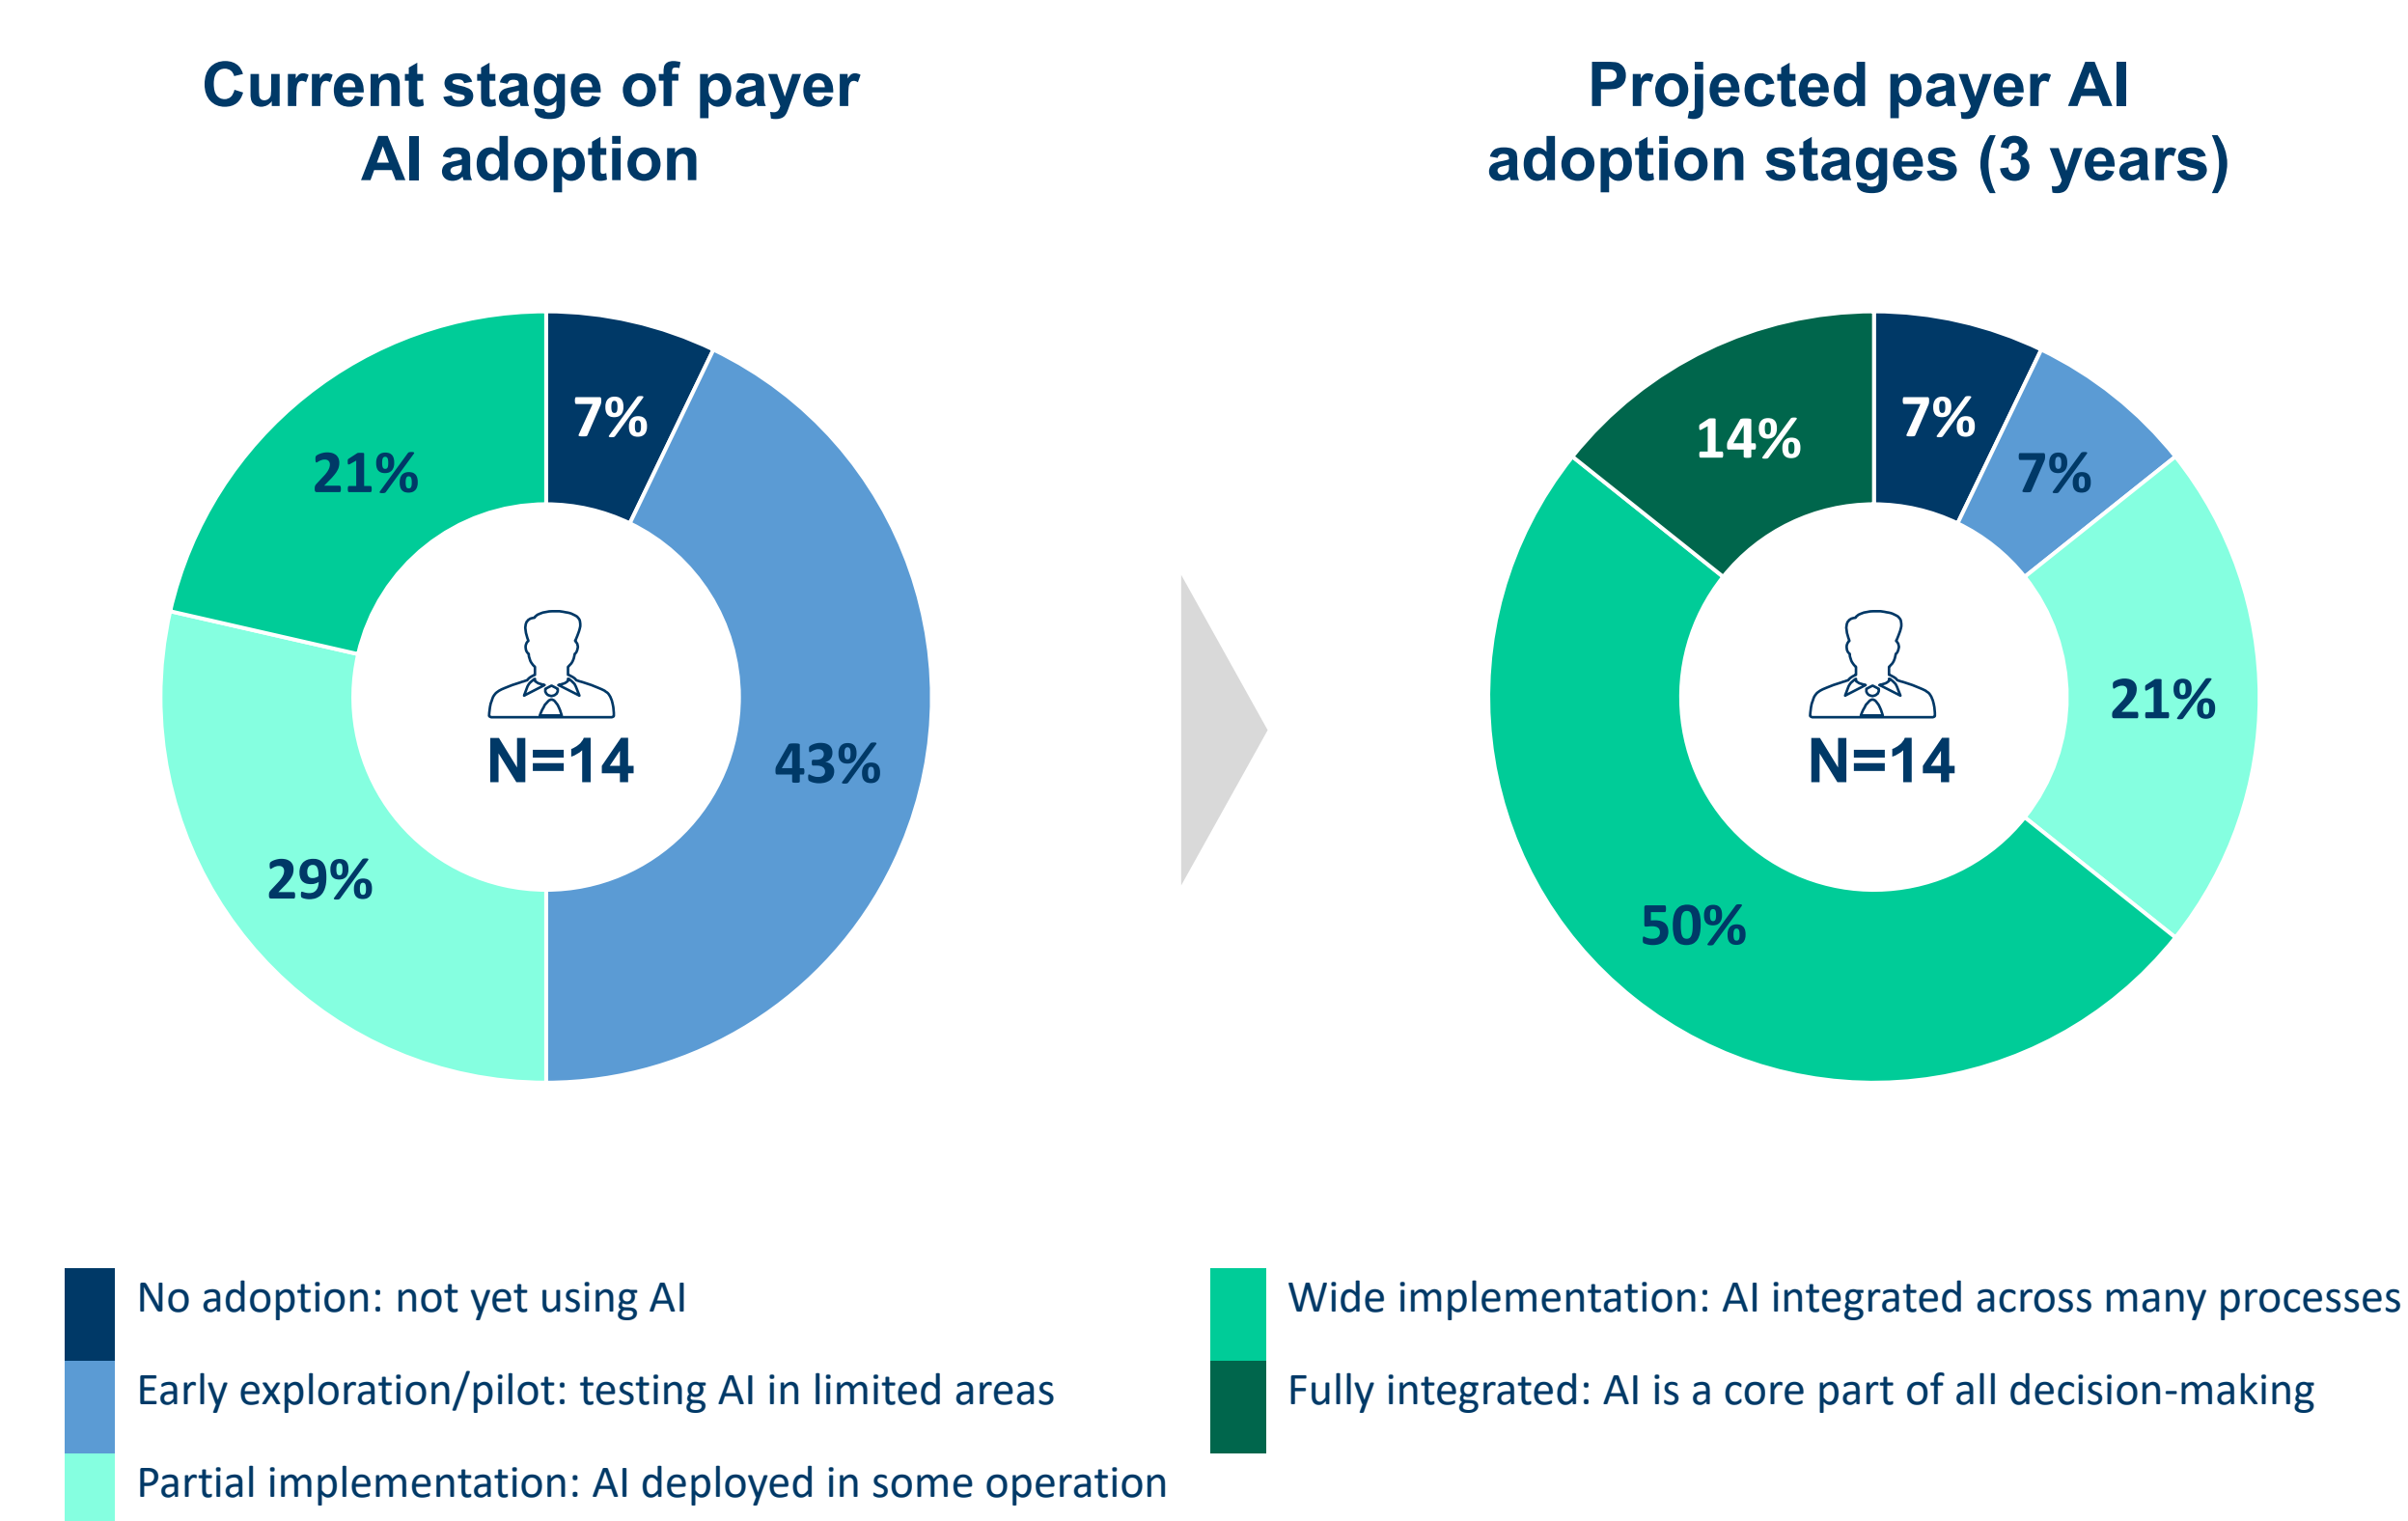 Current stage of payer
AI adoption
7%
43%
29%
21%
N=14
Projected payer AI
adoption stages (3 years)
7%
7%
21%
50%
14%
N=14
No adoption: not yet using AI
Early exploration/pilot: testing AI in limited areas
Partial implementation: AI deployed in some operation
Wide implementation: AI integrated across many processes
Fully integrated: AI is a core part of all decision-making